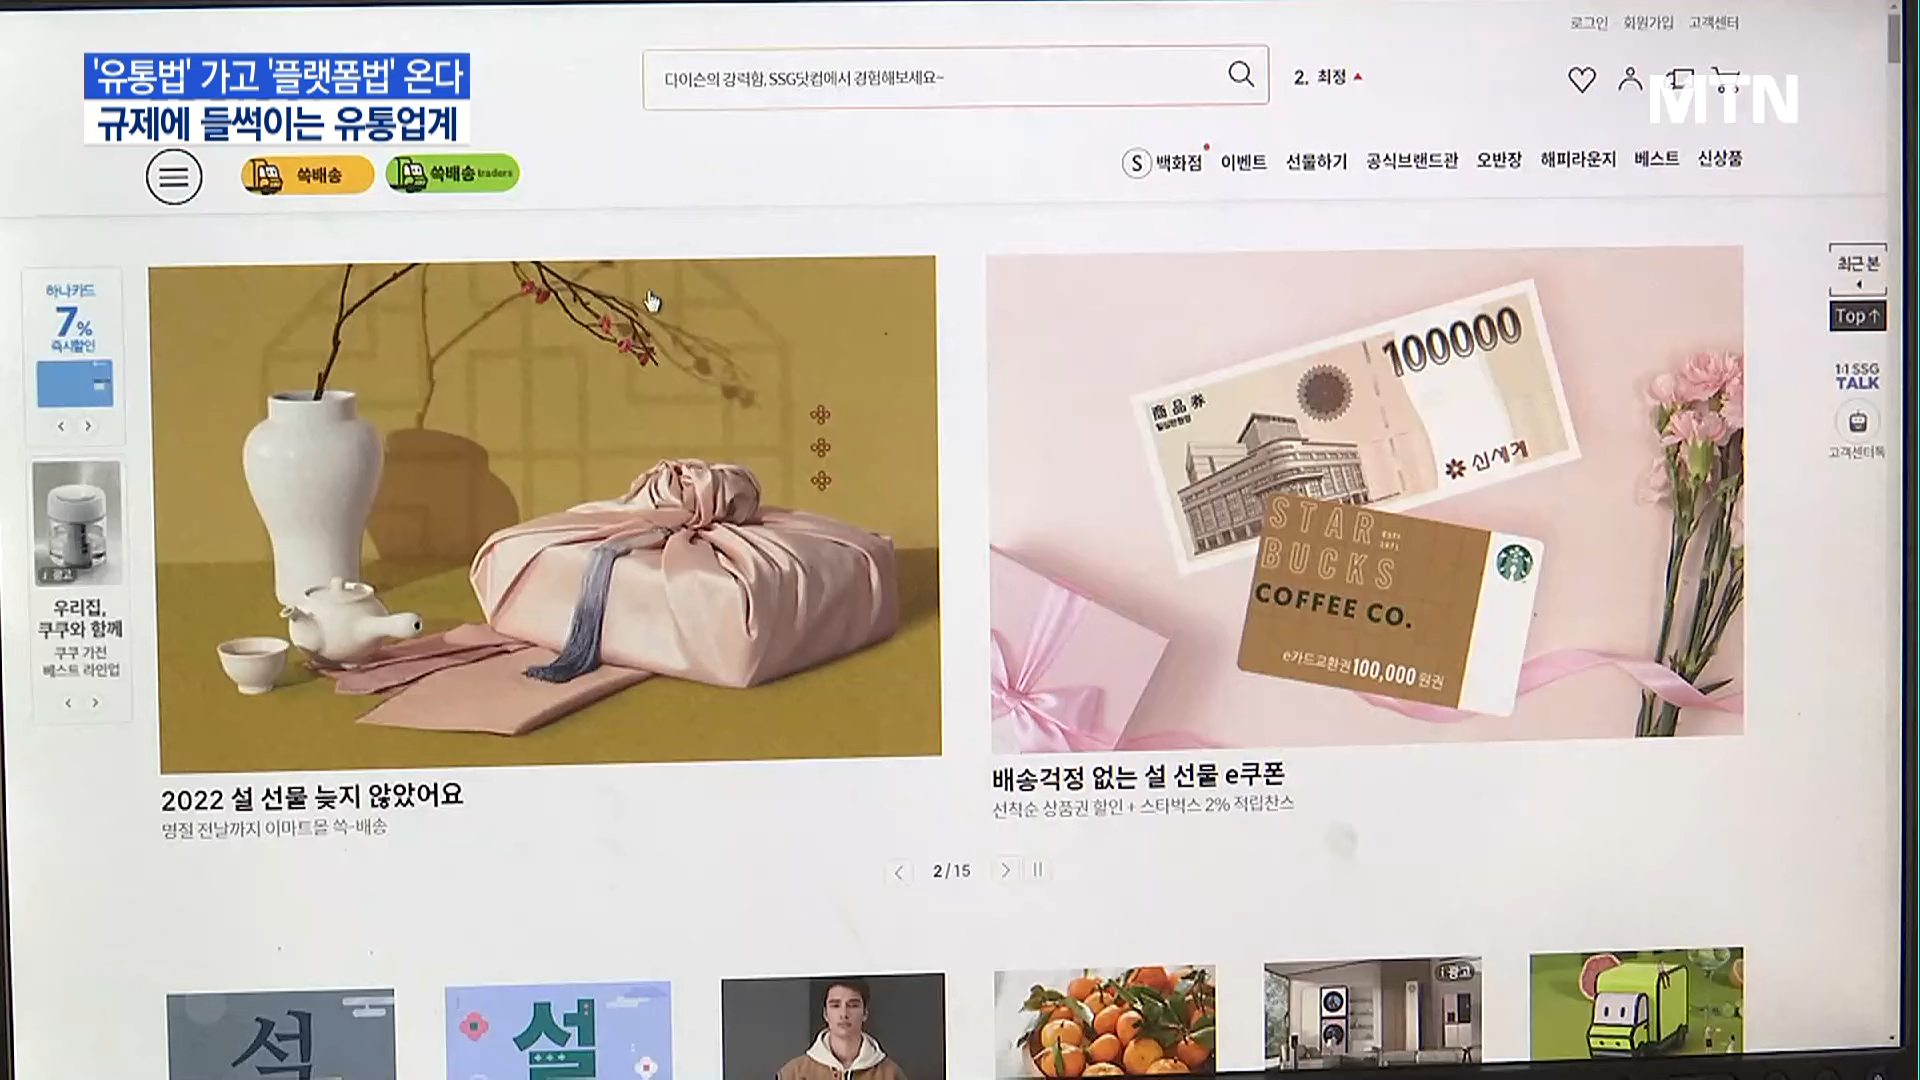 로그인 회원가입 고객센터
'유통법' 가고 '플랫폼법' 온다
규제에 들썩이는 유통업계
다이슨의 강력함, SSG닷컴에서 경험해보세요~
2. 최정
MTN
쓱배송
쓱배송 traders
S 백화점 이벤트 선물하기 공식브랜드관 오반장 해피라운지 베스트 신상품
하나카드
7%
즉시할인
광고
우리집,
쿠쿠와 함께
쿠쿠 가전
베스트 라인업
100000
商品券
신세계
STAR
BUCKS
COFFEE CO.
e카드교환권 100,000 원권
최근 본
Top↑
1:1 SSG
TALK
고객센터톡
2022 설 선물 늦지 않았어요
명절 전날까지 이마트몰 쓱-배송
배송걱정 없는 설 선물 e쿠폰
선착순 상품권 할인 + 스타벅스 2% 적립찬스
2/15
설
광고